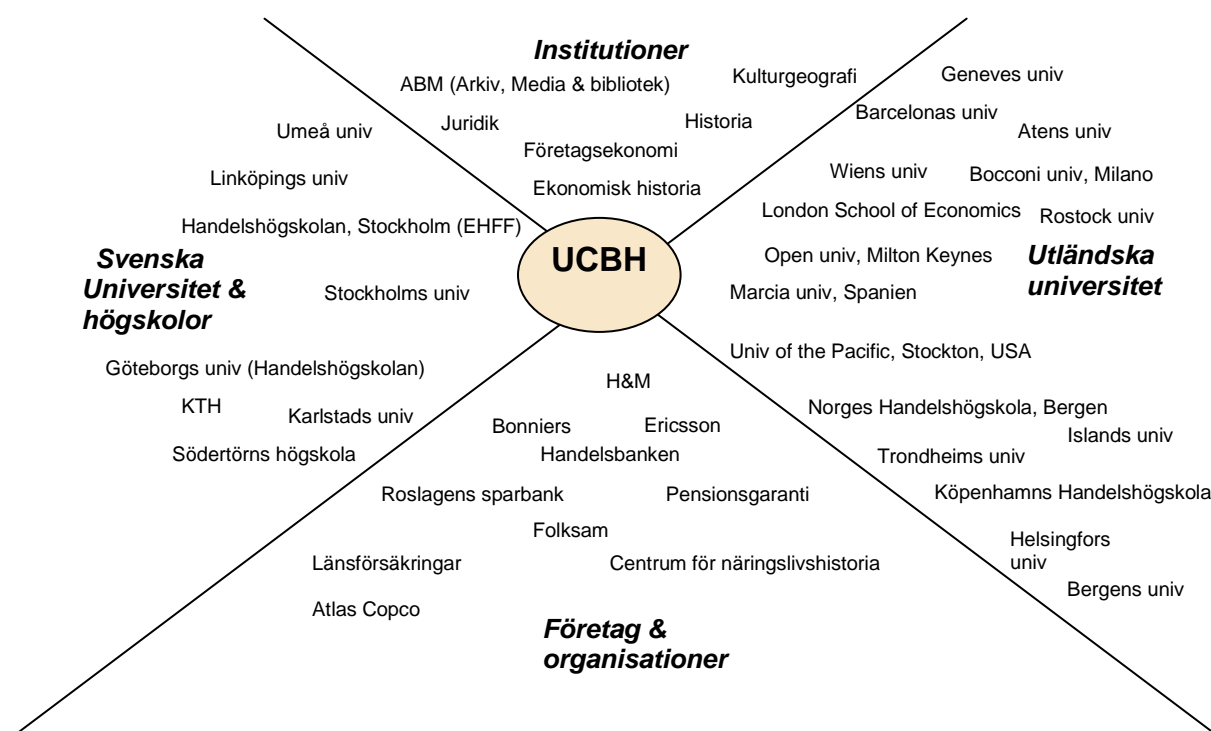 Institutioner
ABM (Arkiv, Media & bibliotek)
Kulturgeografi
Juridik
Historia
Företagsekonomi
Ekonomisk historia
Umeå univ
Linköpings univ
Handelshögskolan, Stockholm (EHFF)
Svenska
Universitet &
högskolor
Stockholms univ
Göteborgs univ (Handelshögskolan)
KTH
Karlstads univ
Södertörns högskola
UCBH
Geneves univ
Barcelonas univ
Atens univ
Wiens univ
Bocconi univ, Milano
London School of Economics
Rostock univ
Open univ, Milton Keynes
Utländska
universitet
Marcia univ, Spanien
Univ of the Pacific, Stockton, USA
Norges Handelshögskola, Bergen
Islands univ
Trondheims univ
Köpenhamns Handelshögskola
Helsingfors
univ
Bergens univ
H&M
Bonniers
Ericsson
Handelsbanken
Roslagens sparbank
Pensionsgaranti
Folksam
Länsförsäkringar
Centrum för näringslivshistoria
Atlas Copco
Företag &
organisationer